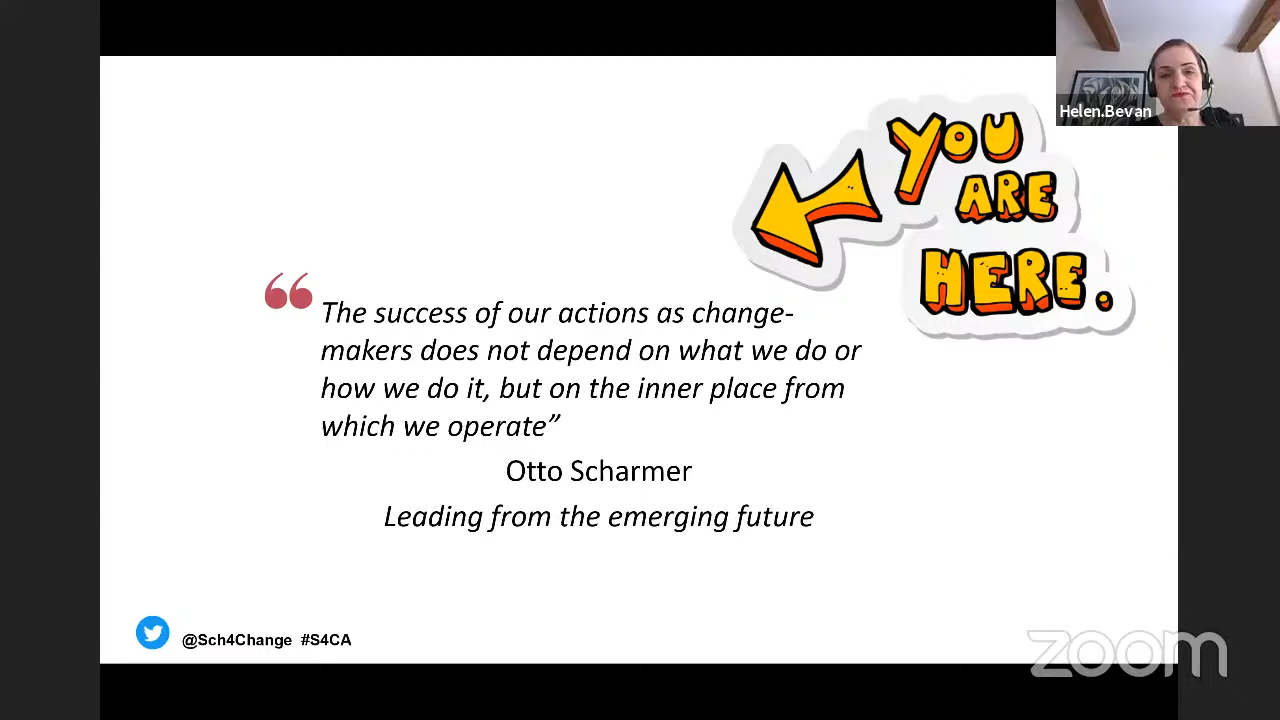 Helen.Bevan
YOU
ARE
HERE.
“The success of our actions as change-
makers does not depend on what we do or
how we do it, but on the inner place from
which we operate”
Otto Scharmer
Leading from the emerging future
@Sch4Change #S4CA
zoom